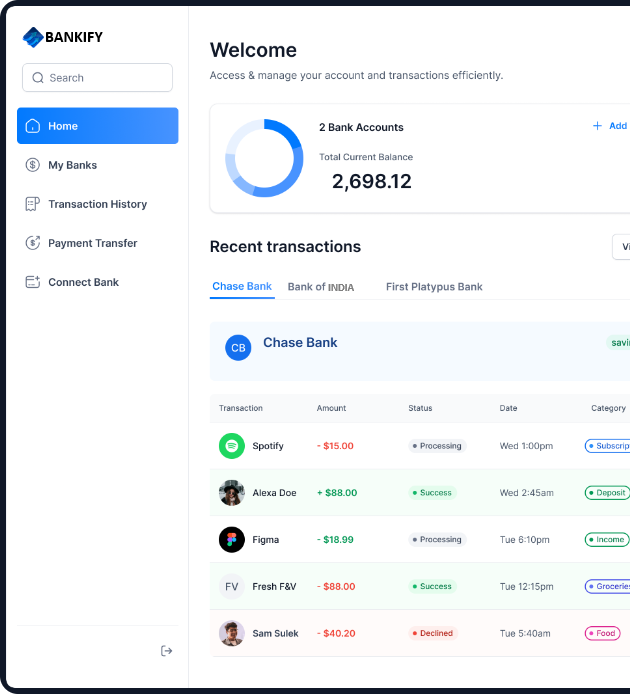 BANKIFY
Search
Home
My Banks
Transaction History
Payment Transfer
Connect Bank
Welcome
Access & manage your account and transactions efficiently.
2 Bank Accounts
+ Add
Total Current Balance
2,698.12
Recent transactions
Vi
Chase Bank Bank of INDIA First Platypus Bank
CB Chase Bank savin
Transaction Amount Status Date Category
Spotify - $15.00 Processing Wed 1:00pm Subscrip
Alexa Doe + $88.00 Success Wed 2:45am Deposit
Figma - $18.99 Processing Tue 6:10pm Income
FV Fresh F&V - $88.00 Success Tue 12:15pm Groceries
Sam Sulek - $40.20 Declined Tue 5:40am Food